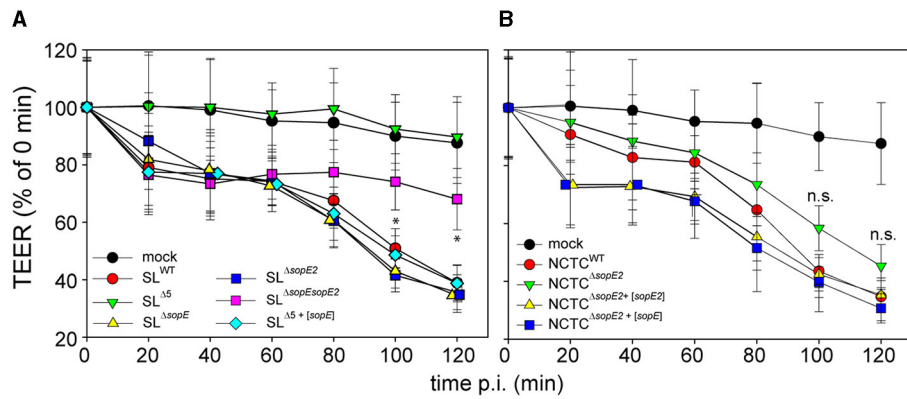 A
B
TEER (% of 0 min)
120
100
80
60
40
20
*
*
mock
SL^WT
SL^Δ5
SL^ΔsopE
SL^ΔsopE2
SL^ΔsopEsopE2
SL^Δ5 + [sopE]
0 20 40 60 80 100 120
n.s.
n.s.
mock
NCTC^WT
NCTC^ΔsopE2
NCTC^ΔsopE2+ [sopE2]
NCTC^ΔsopE2 + [sopE]
0 20 40 60 80 100 120
time p.i. (min)